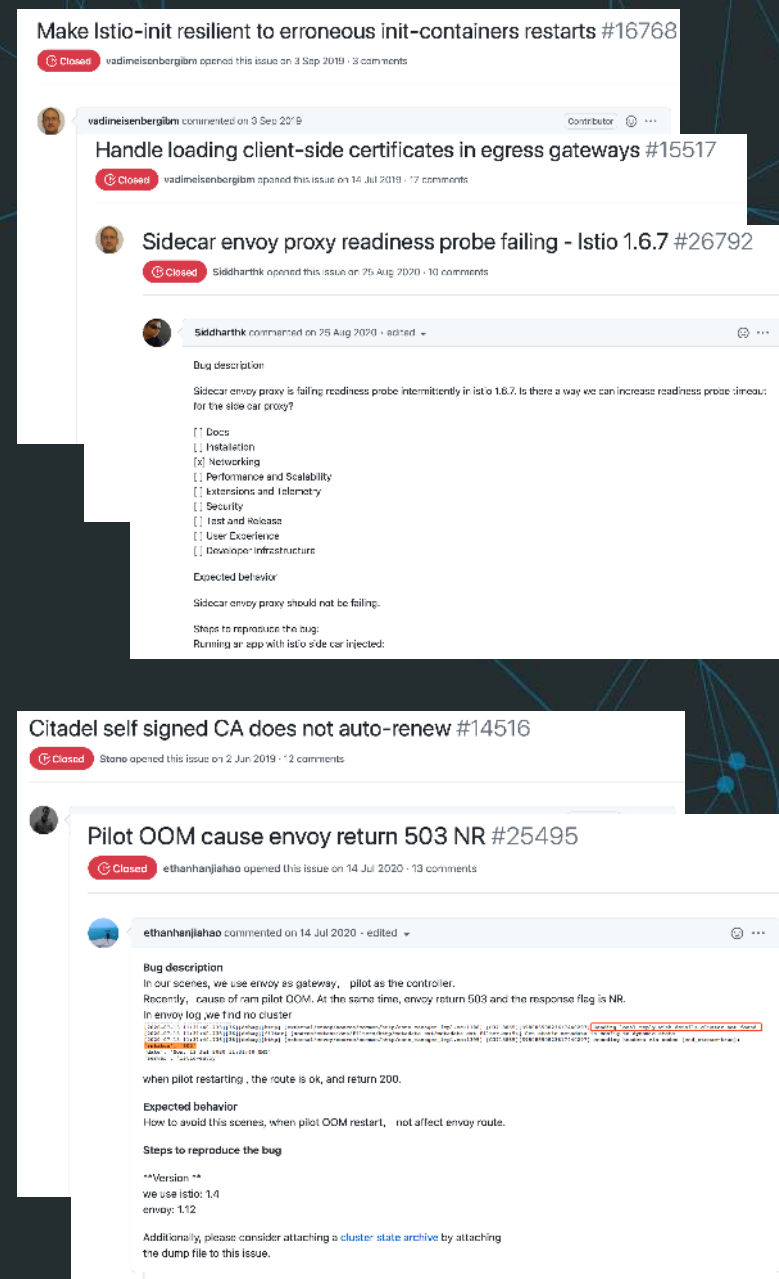 Make Istio-init resilient to erroneous init-containers restarts #16768
Closed vadimeisenbergibm opened this issue on 3 Sep 2019 · 3 comments
vadimeisenbergibm commented on 3 Sep 2019 Contributor
Handle loading client-side certificates in egress gateways #15517
Closed vadimeisenbergibm opened this issue on 14 Jul 2019 · 17 comments
Sidecar envoy proxy readiness probe failing - Istio 1.6.7 #26792
Closed Siddharthk opened this issue on 25 Aug 2020 · 10 comments
Siddharthk commented on 25 Aug 2020 · edited
Bug description
Sidecar envoy proxy is failing readiness probe intermittently in istio 1.6.7. Is there a way we can increase readiness probe timeout
for the side car proxy?
[ ] Docs
[ ] Installation
[x] Networking
[ ] Performance and Scalability
[ ] Extensions and Telemetry
[ ] Security
[ ] Test and Release
[ ] User Experience
[ ] Developer Infrastructure
Expected behavior
Sidecar envoy proxy should not be failing.
Steps to reproduce the bug:
Running an app with istio side car injected:
Citadel self signed CA does not auto-renew #14516
Closed Stono opened this issue on 2 Jun 2019 · 12 comments
Pilot OOM cause envoy return 503 NR #25495
Closed ethanhanjiahao opened this issue on 14 Jul 2020 · 13 comments
ethanhanjiahao commented on 14 Jul 2020 · edited
Bug description
In our scenes, we use envoy as gateway, pilot as the controller.
Recently, cause of ram pilot OOM. At the same time, envoy return 503 and the response flag is NR.
In envoy log ,we find no cluster
when pilot restarting , the route is ok, and return 200.
Expected behavior
How to avoid this scenes, when pilot OOM restart, not affect envoy route.
Steps to reproduce the bug
**Version **
we use istio: 1.4
envoy: 1.12
Additionally, please consider attaching a cluster state archive by attaching
the dump file to this issue.